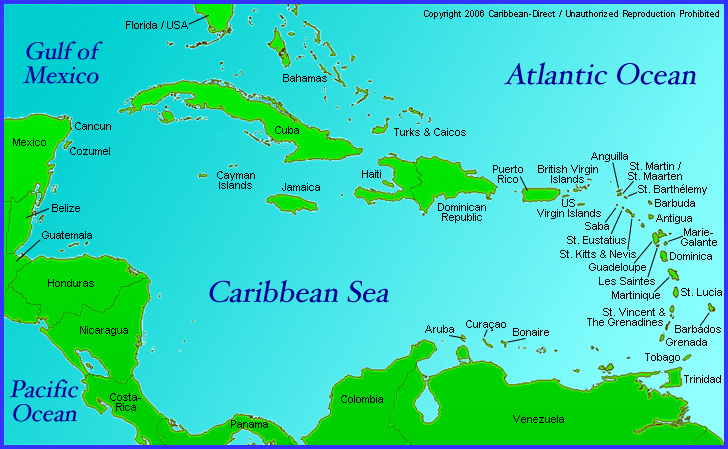 Copyright 2006 Caribbean-Direct / Unauthorized Reproduction Prohibited
Florida / USA
Gulf of
Mexico
Bahamas
Atlantic Ocean
Cancun
Mexico
Cozumel
Cuba
Turks & Caicos
Cayman
Islands
Jamaica
Haiti
Dominican
Republic
Puerto
Rico
British Virgin
Islands
US
Virgin Islands
Anguilla
St. Martin /
St. Maarten
St. Barthélemy
Barbuda
Saba
Antigua
St. Eustatius
St. Kitts & Nevis
Marie-
Galante
Guadeloupe
Dominica
Les Saintes
Martinique
Belize
Guatemala
Honduras
Caribbean Sea
St. Lucia
St. Vincent &
The Grenadines
Nicaragua
Aruba
Curaçao
Bonaire
Barbados
Grenada
Tobago
Trinidad
Pacific
Ocean
Costa-
Rica
Panama
Colombia
Venezuela